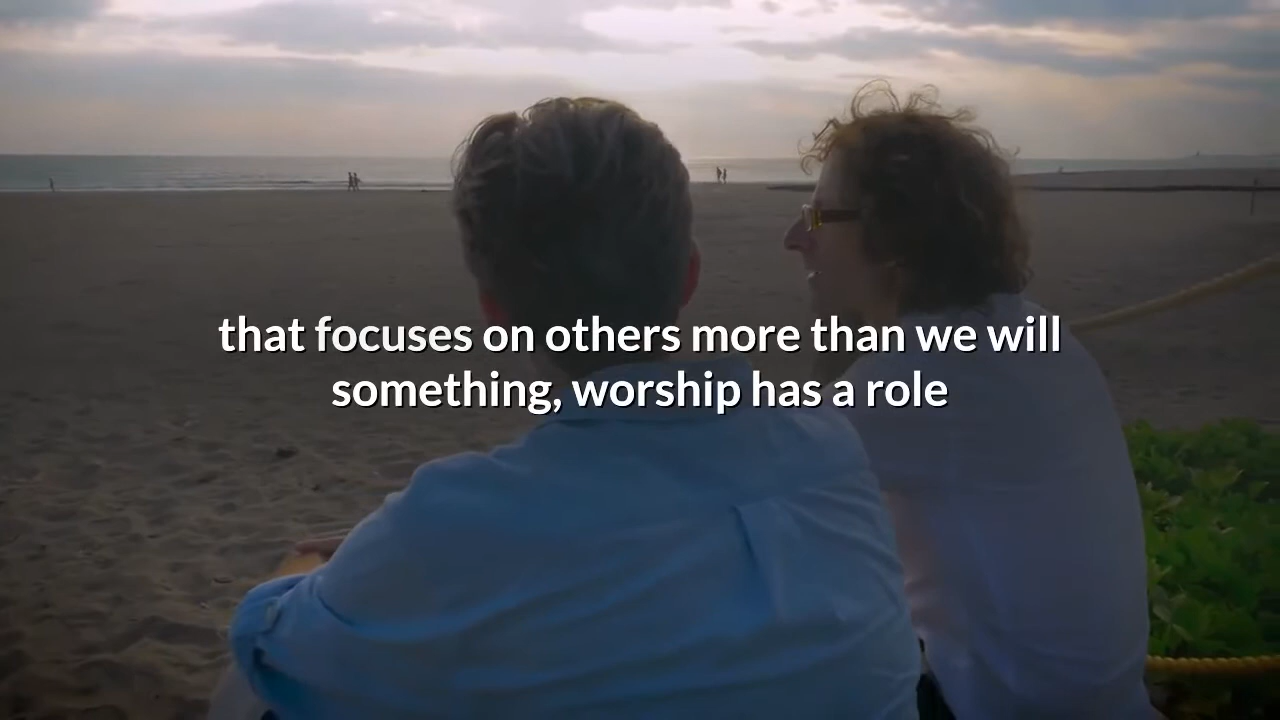 that focuses on others more than we will
something, worship has a role